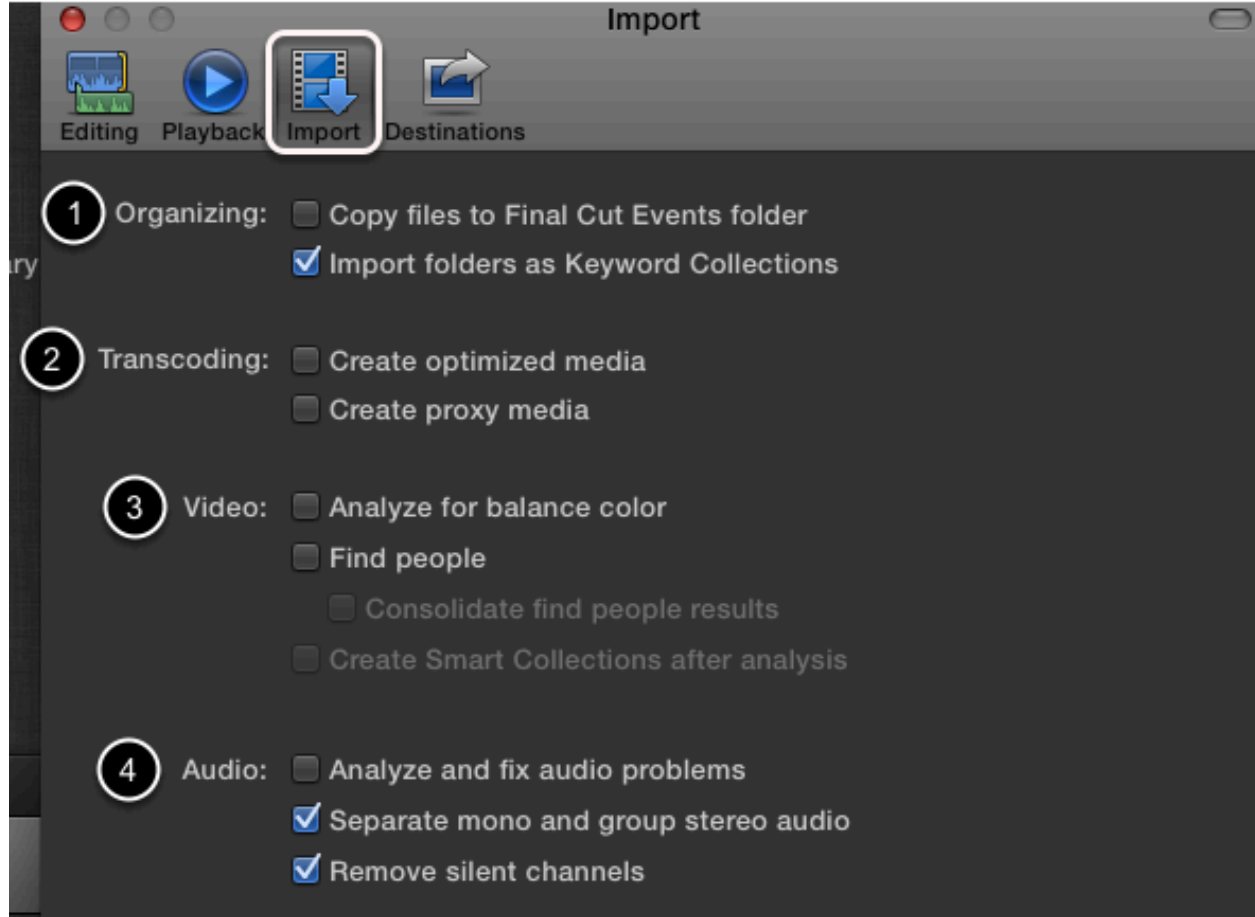 Import
Editing Playback Import Destinations
1 Organizing: Copy files to Final Cut Events folder
ry Import folders as Keyword Collections
2 Transcoding: Create optimized media
Create proxy media
3 Video: Analyze for balance color
Find people
Consolidate find people results
Create Smart Collections after analysis
4 Audio: Analyze and fix audio problems
Separate mono and group stereo audio
Remove silent channels